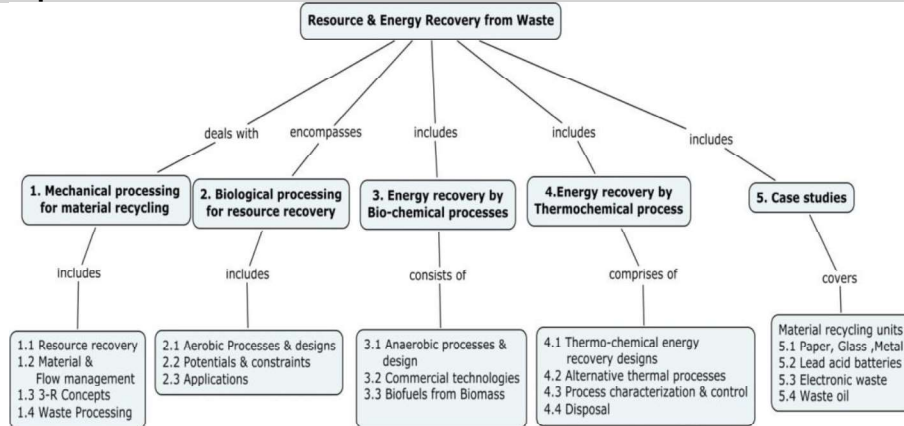 Resource & Energy Recovery from Waste
deals with
encompasses
includes
includes
includes
1. Mechanical processing
for material recycling
2. Biological processing
for resource recovery
3. Energy recovery by
Bio-chemical processes
4.Energy recovery by
Thermochemical process
5. Case studies
includes
includes
consists of
comprises of
covers
1.1 Resource recovery
1.2 Material &
Flow management
1.3 3-R Concepts
1.4 Waste Processing
2.1 Aerobic Processes & designs
2.2 Potentials & constraints
2.3 Applications
3.1 Anaerobic processes &
design
3.2 Commercial technologies
3.3 Biofuels from Biomass
4.1 Thermo-chemical energy
recovery designs
4.2 Alternative thermal processes
4.3 Process characterization & control
4.4 Disposal
Material recycling units
5.1 Paper, Glass ,Metal
5.2 Lead acid batteries
5.3 Electronic waste
5.4 Waste oil